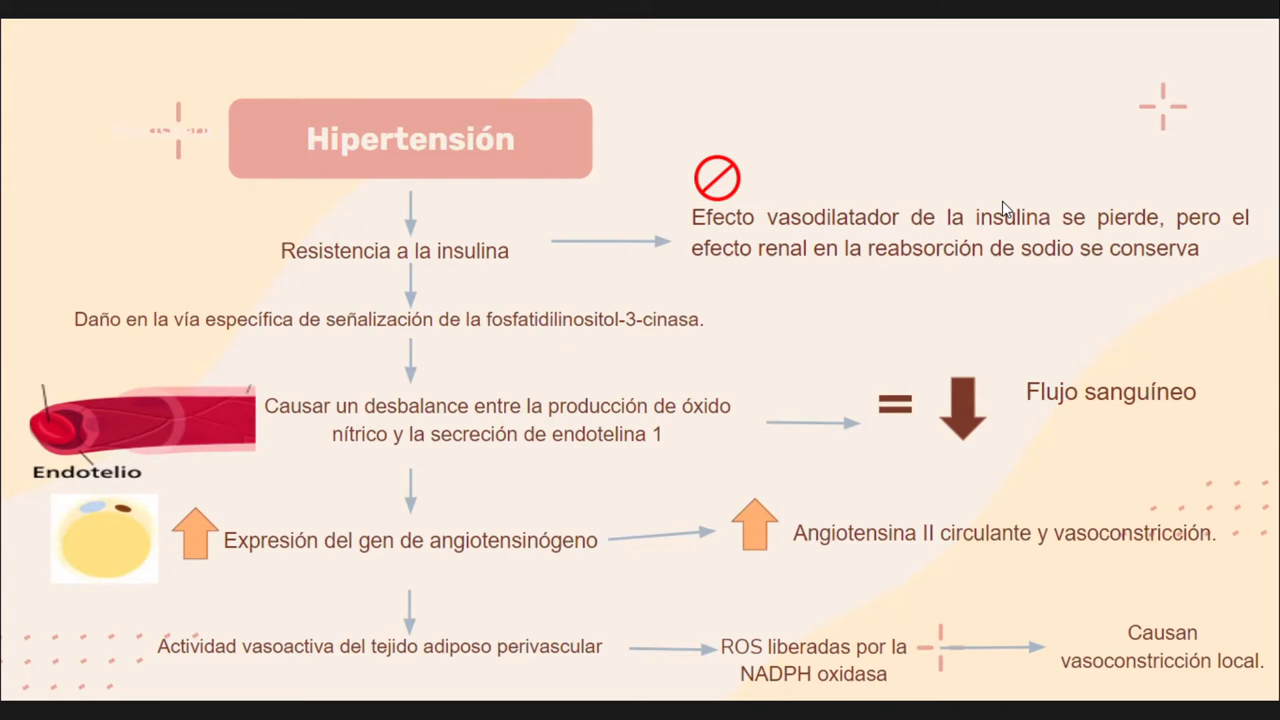 Hipertensión
Efecto vasodilatador de la insulina se pierde, pero el
efecto renal en la reabsorción de sodio se conserva
Resistencia a la insulina
Daño en la vía específica de señalización de la fosfatidilinositol-3-cinasa.
Causar un desbalance entre la producción de óxido
nítrico y la secreción de endotelina 1
=
Flujo sanguíneo
Endotelio
Expresión del gen de angiotensinógeno
Angiotensina II circulante y vasoconstricción.
Actividad vasoactiva del tejido adiposo perivascular
ROS liberadas por la
NADPH oxidasa
Causan
vasoconstricción local.